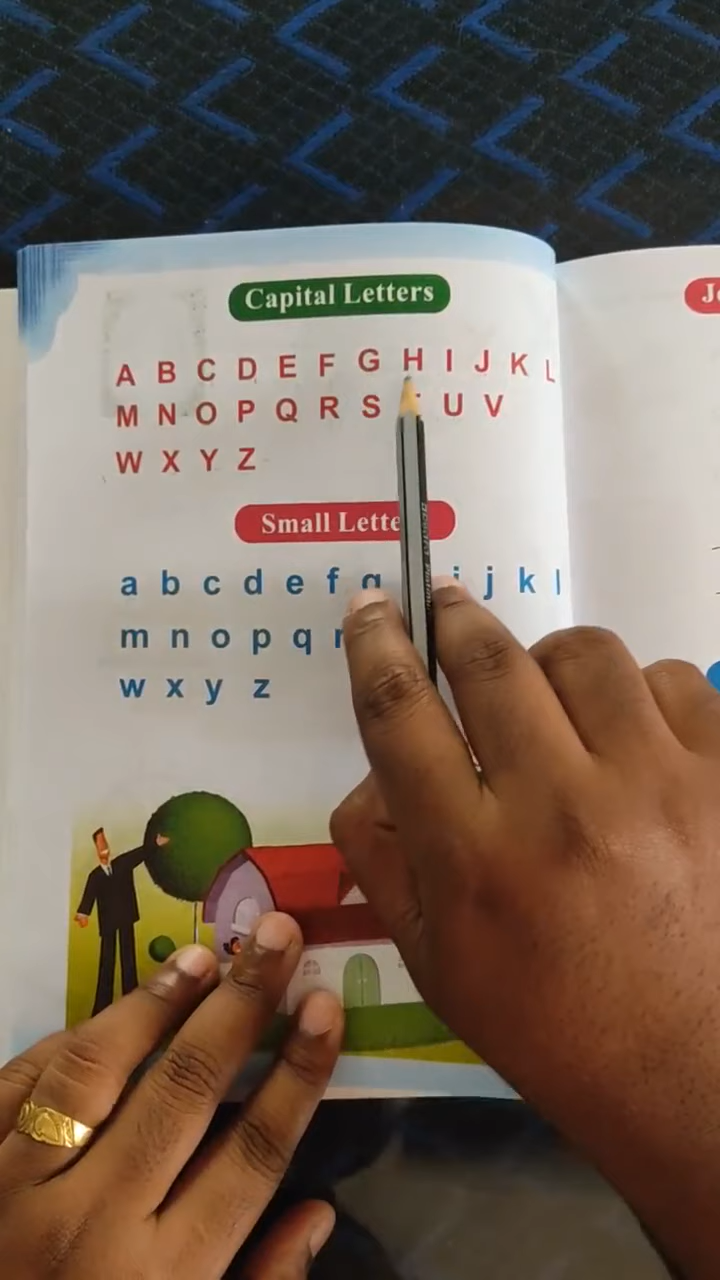 Capital Letters
A B C D E F G H I J K L
M N O P Q R S U V
W X Y Z
Small
a b c d e f g i j k l
m n o p q r
w x y z